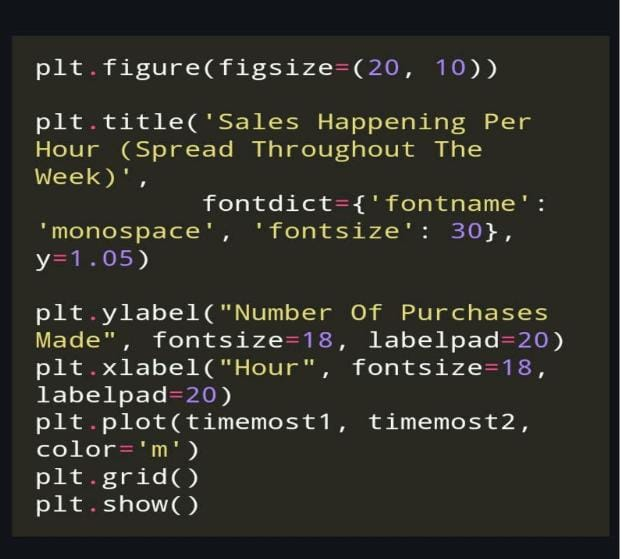 plt.figure(figsize=(20, 10))
plt.title('Sales Happening Per
Hour (Spread Throughout The
Week)',
fontdict={'fontname':
'monospace', 'fontsize': 30},
y=1.05)
plt.ylabel("Number Of Purchases
Made", fontsize=18, labelpad=20)
plt.xlabel("Hour", fontsize=18,
labelpad=20)
plt.plot(timemost1, timemost2,
color='m')
plt.grid()
plt.show()